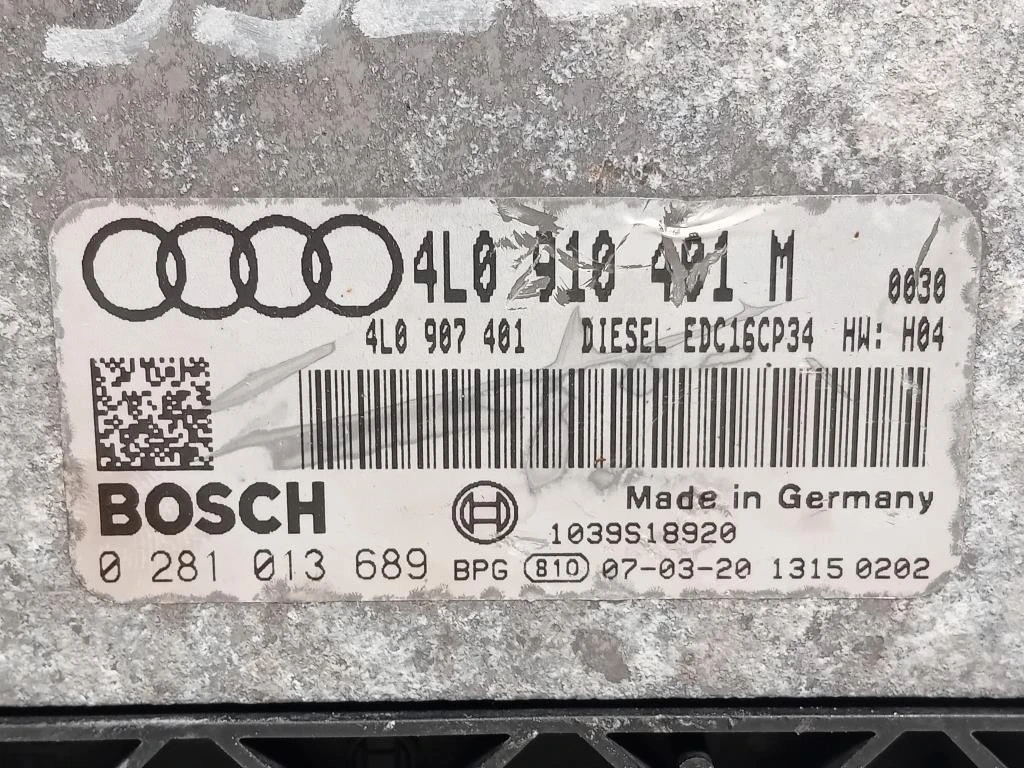 4L0 910 401 M 0030
4L0 907 401 DIESEL EDC16CP34 HW: H04
BOSCH Made in Germany
1039S18920
0 281 013 689 BPG 810 07-03-20 1315 0202